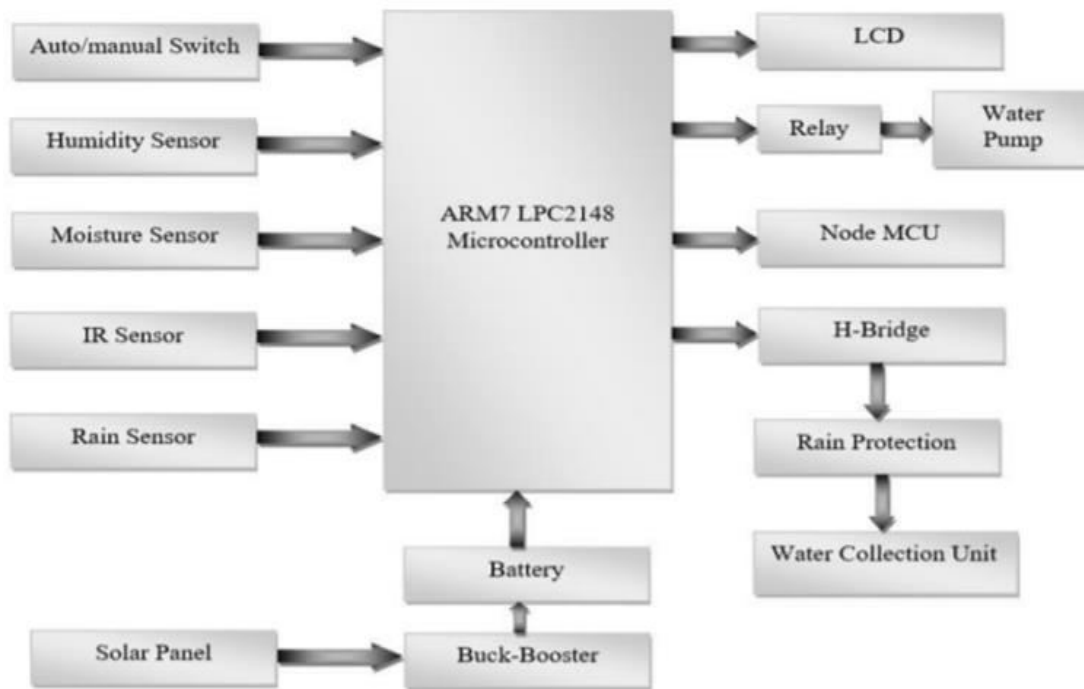 Auto/manual Switch
Humidity Sensor
Moisture Sensor
IR Sensor
Rain Sensor
ARM7 LPC2148
Microcontroller
LCD
Relay
Water
Pump
Node MCU
H-Bridge
Rain Protection
Water Collection Unit
Battery
Solar Panel
Buck-Booster